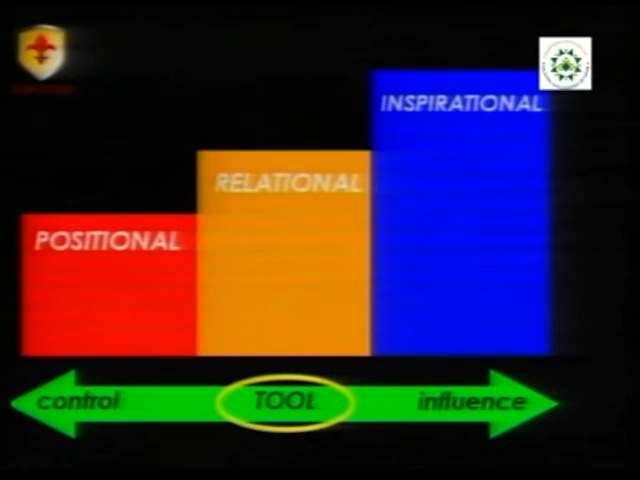 INSPIRATIONAL
RELATIONAL
POSITIONAL
control TOOL influence